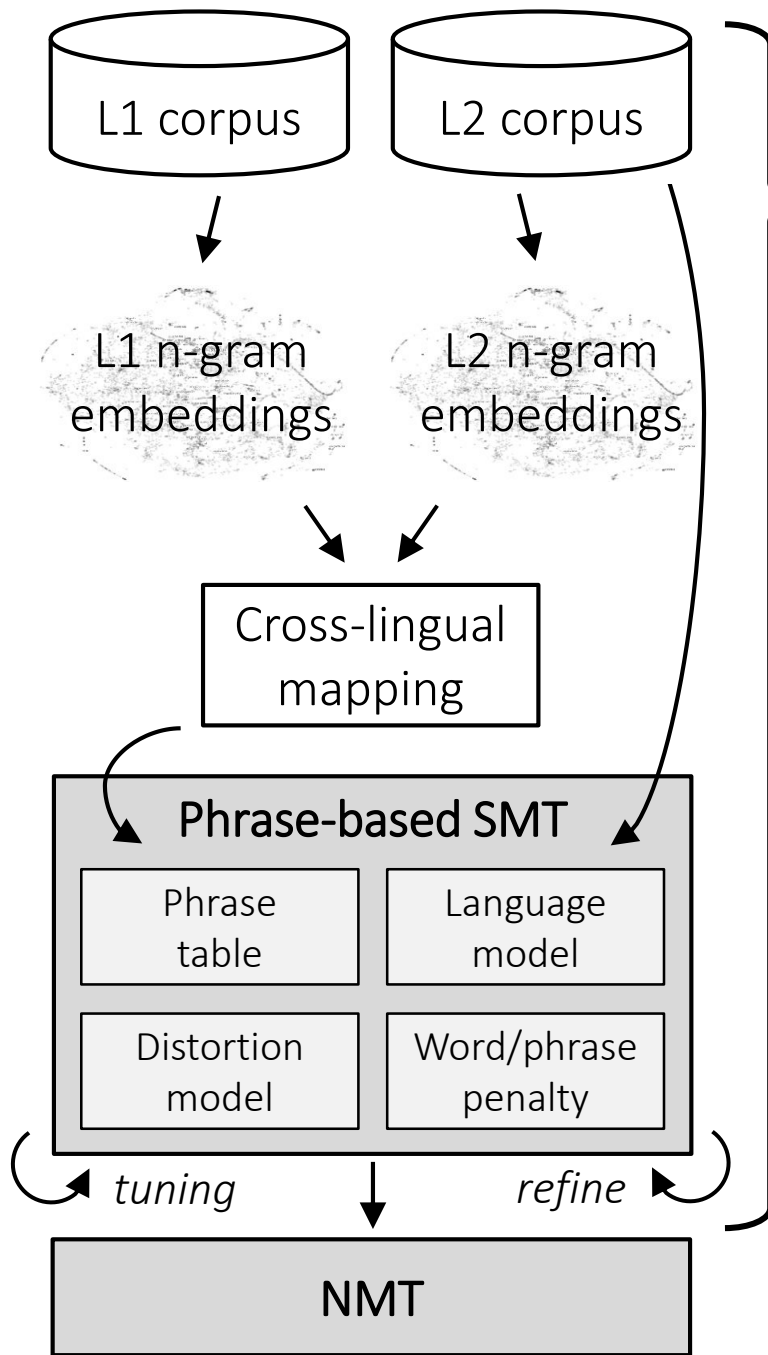 L1 corpus
L2 corpus
L1 n-gram
embeddings
L2 n-gram
embeddings
Cross-lingual
mapping
Phrase-based SMT
Phrase
table
Language
model
Distortion
model
Word/phrase
penalty
tuning
refine
NMT